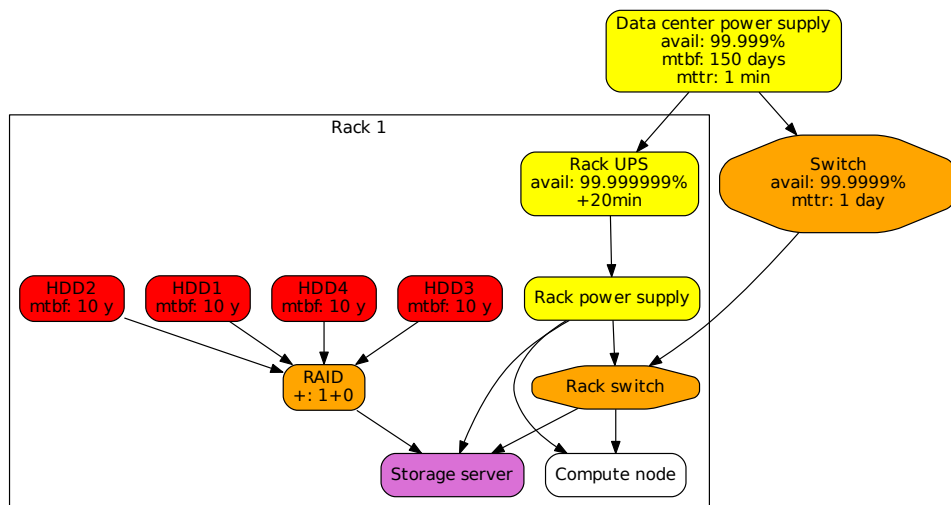 Data center power supply
avail: 99.999%
mtbf: 150 days
mttr: 1 min
Rack 1
Rack UPS
avail: 99.999999%
+20min
Switch
avail: 99.9999%
mttr: 1 day
HDD2
mtbf: 10 y
HDD1
mtbf: 10 y
HDD4
mtbf: 10 y
HDD3
mtbf: 10 y
Rack power supply
RAID
+: 1+0
Rack switch
Storage server
Compute node